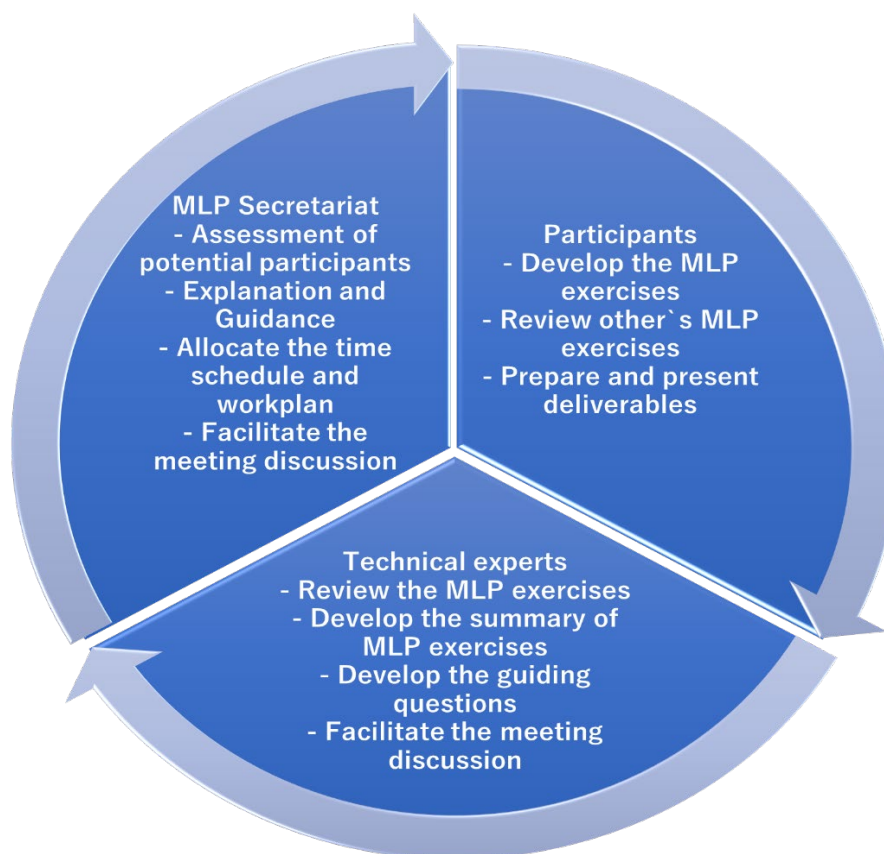 MLP Secretariat
- Assessment of
potential participants
- Explanation and
Guidance
- Allocate the time
schedule and
workplan
- Facilitate the
meeting discussion
Participants
- Develop the MLP
exercises
- Review other`s MLP
exercises
- Prepare and present
deliverables
Technical experts
- Review the MLP exercises
- Develop the summary of
MLP exercises
- Develop the guiding
questions
- Facilitate the meeting
discussion